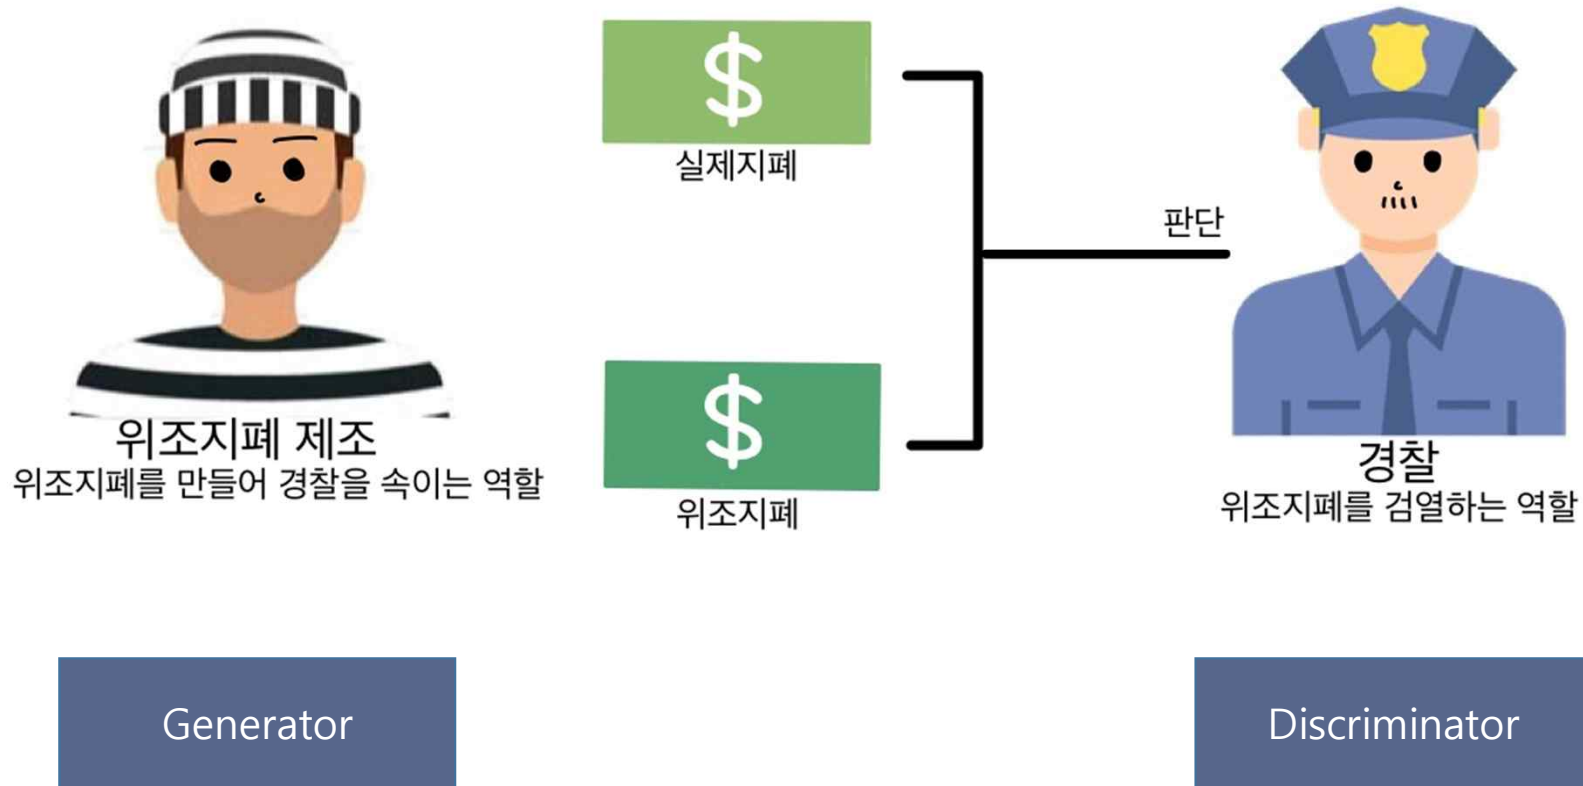 $
실제지폐
판단
$
위조지폐
위조지폐 제조
위조지폐를 만들어 경찰을 속이는 역할
경찰
위조지폐를 검열하는 역할
Generator
Discriminator